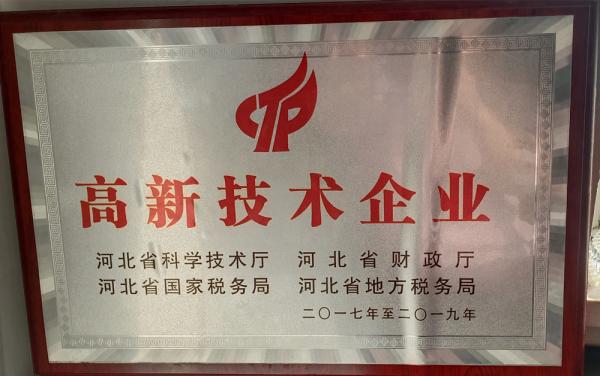 高新技术企业
河北省科学技术厅 河北省财政厅
河北省国家税务局 河北省地方税务局
二〇一七年至二〇一九年